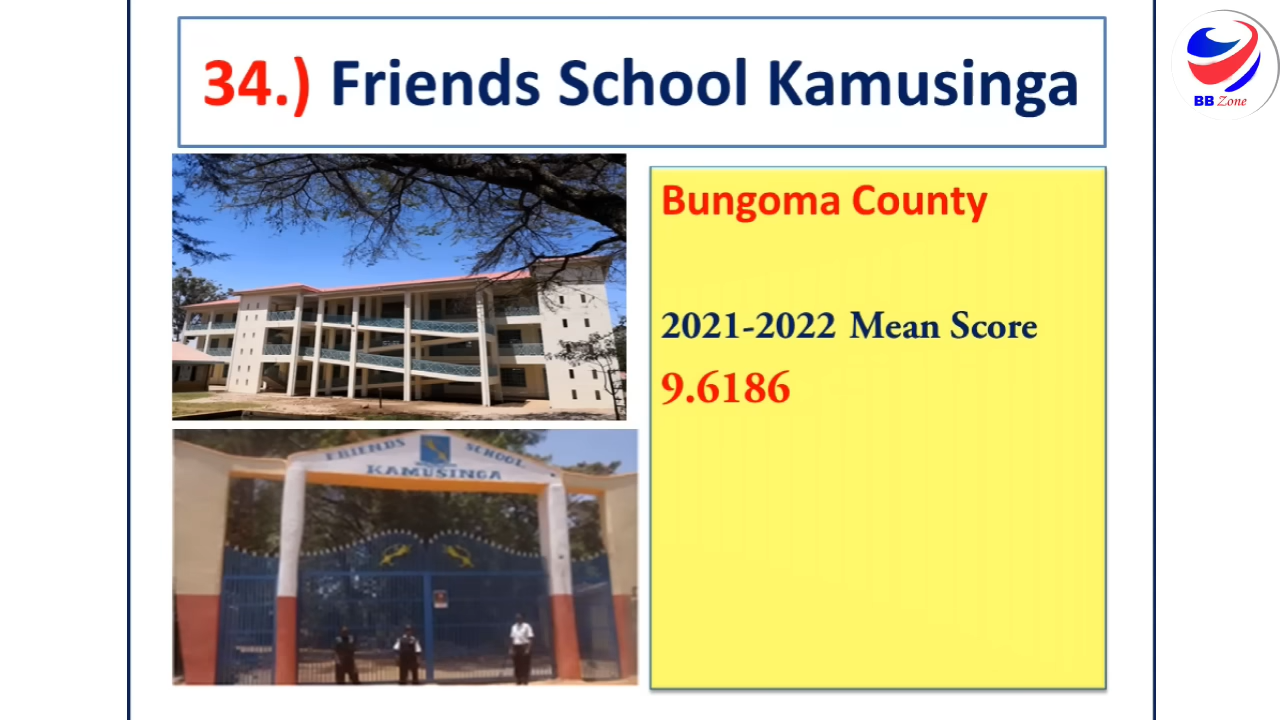 34.) Friends School Kamusinga
BB Zone
Bungoma County
2021-2022 Mean Score
9.6186
FRIENDS SCHOOL
KAMUSINGA